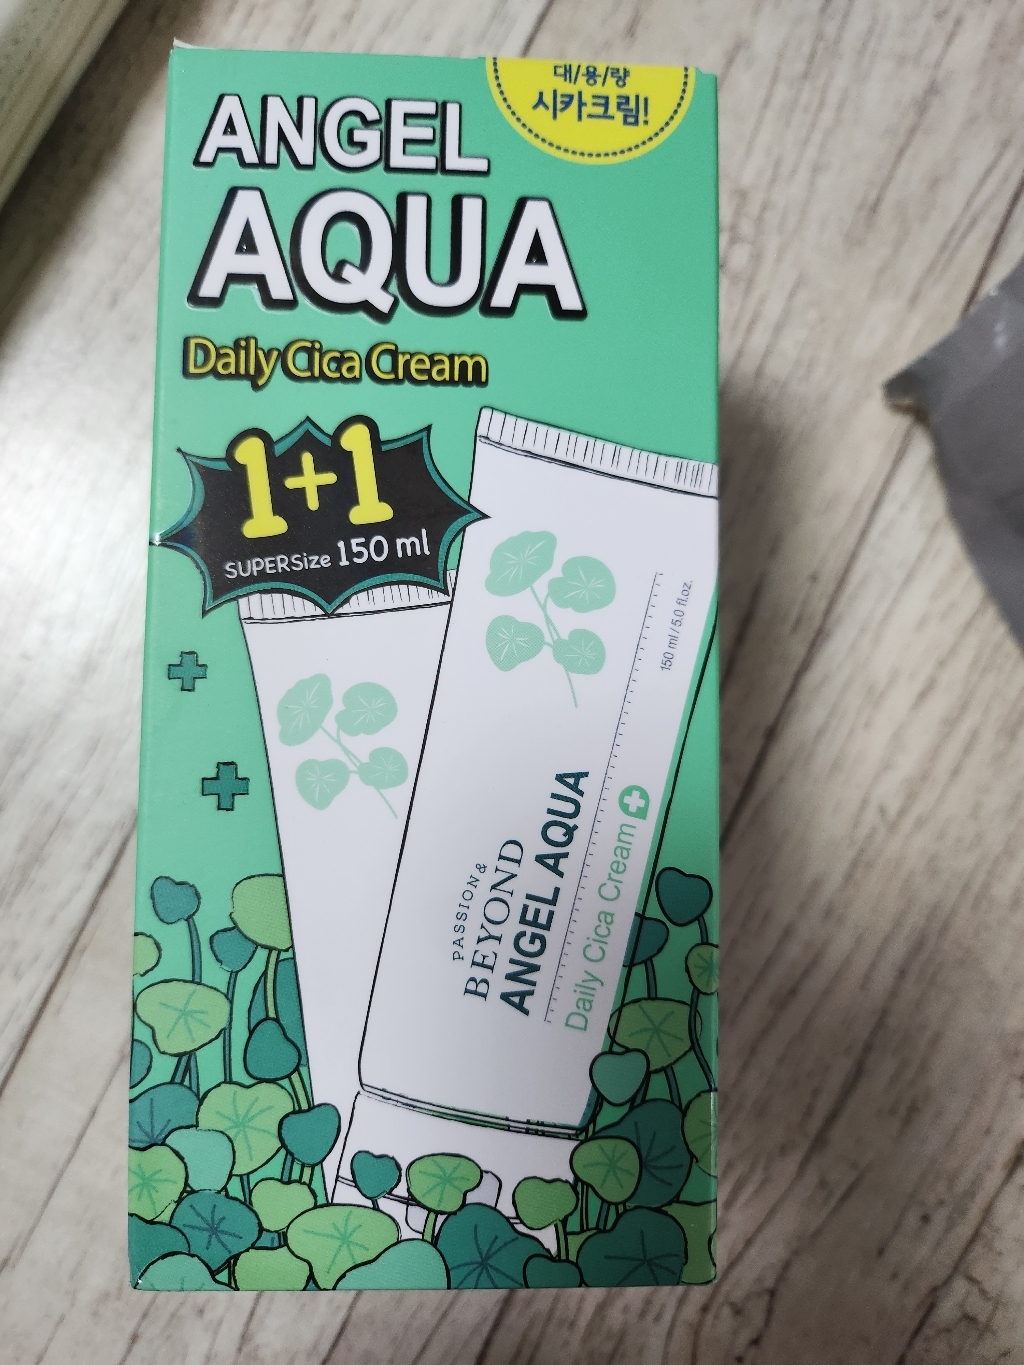 대/용/량
시카크림!
ANGEL
AQUA
Daily Cica Cream
1+1
SUPERSize 150 ml
150 ml / 5.0 fl.oz.
PASSION &
BEYOND
ANGEL AQUA
Daily Cica Cream